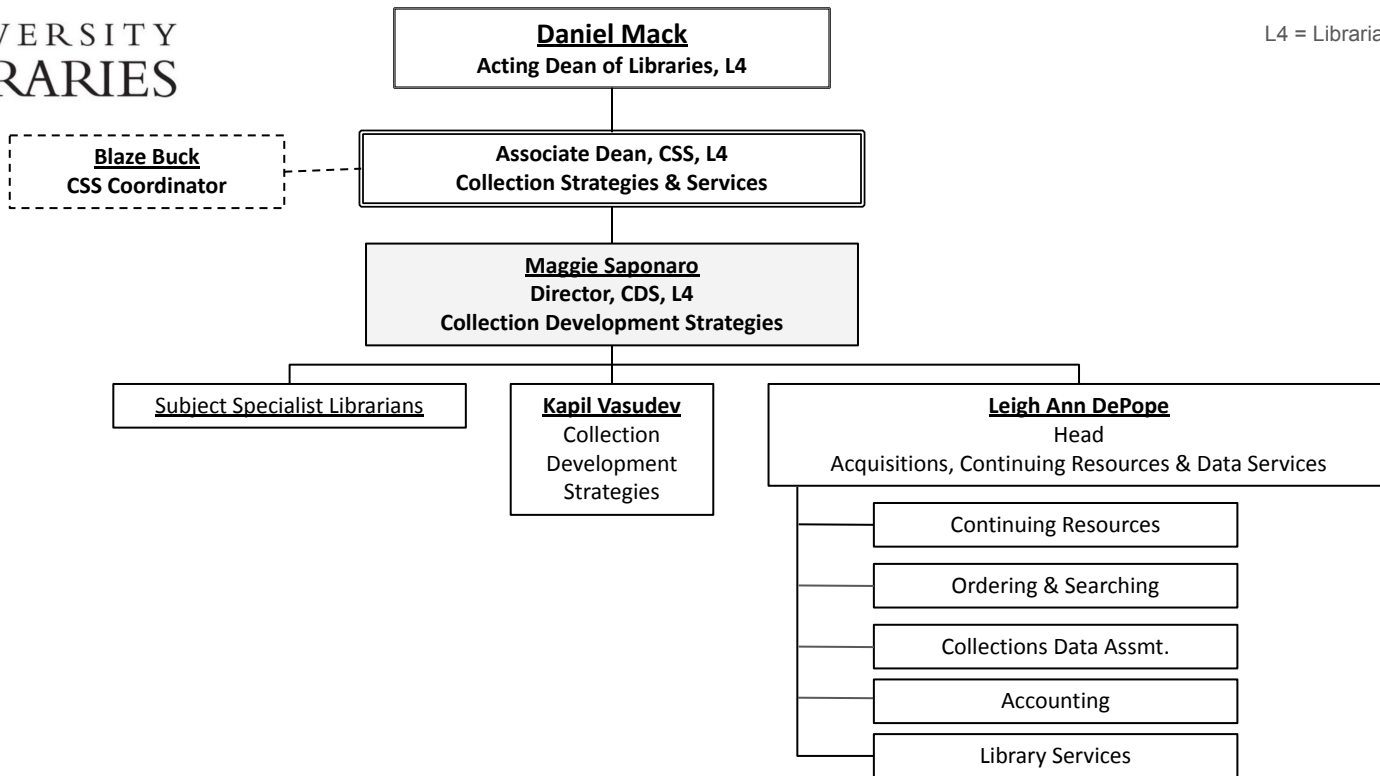 VERSITY
RARIES
Daniel Mack
Acting Dean of Libraries, L4
L4 = Libraria
Blaze Buck
CSS Coordinator
Associate Dean, CSS, L4
Collection Strategies & Services
Maggie Saponaro
Director, CDS, L4
Collection Development Strategies
Subject Specialist Librarians
Kapil Vasudev
Collection
Development
Strategies
Leigh Ann DePope
Head
Acquisitions, Continuing Resources & Data Services
Continuing Resources
Ordering & Searching
Collections Data Assmt.
Accounting
Library Services